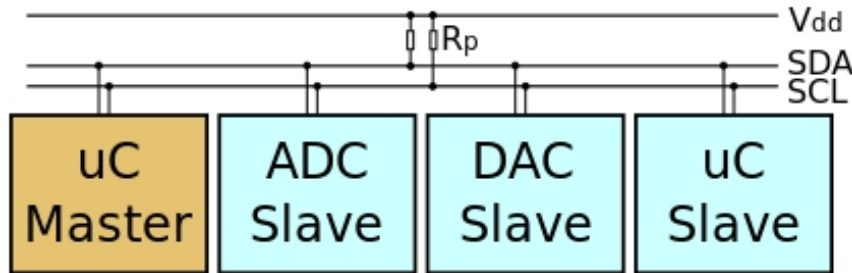 Vdd
Rp
SDA
SCL
uC
Master
ADC
Slave
DAC
Slave
uC
Slave